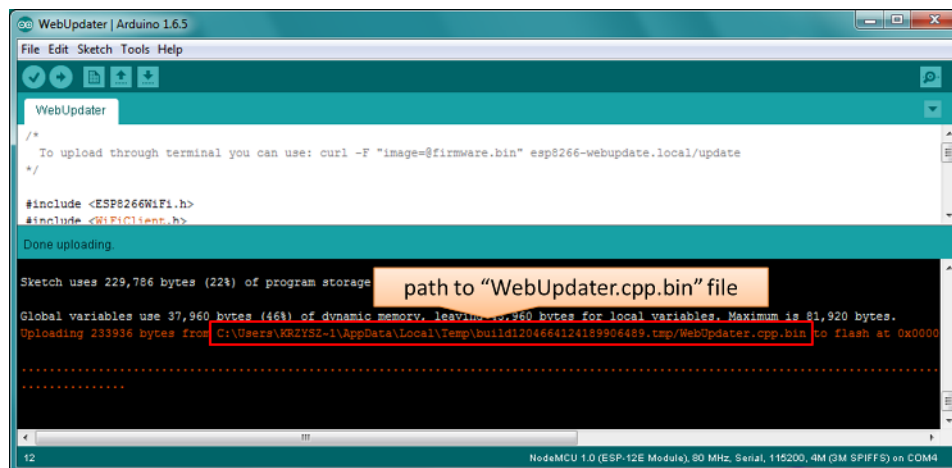 WebUpdater | Arduino 1.6.5
File Edit Sketch Tools Help
WebUpdater
/*
To upload through terminal you can use: curl -F "image=@firmware.bin" esp8266-webupdate.local/update
*/
#include <ESP8266WiFi.h>
#include <WiFiClient.h>
Done uploading.
Sketch uses 229,786 bytes (22%) of program storage
path to “WebUpdater.cpp.bin” file
Global variables use 37,960 bytes (46%) of dynamic memory, leaving 43,960 bytes for local variables. Maximum is 81,920 bytes.
Uploading 233936 bytes from C:\Users\KRZYSZ~1\AppData\Local\Temp\build1204664124189906489.tmp/WebUpdater.cpp.bin to flash at 0x0000
12
NodeMCU 1.0 (ESP-12E Module), 80 MHz, Serial, 115200, 4M (3M SPIFFS) on COM4